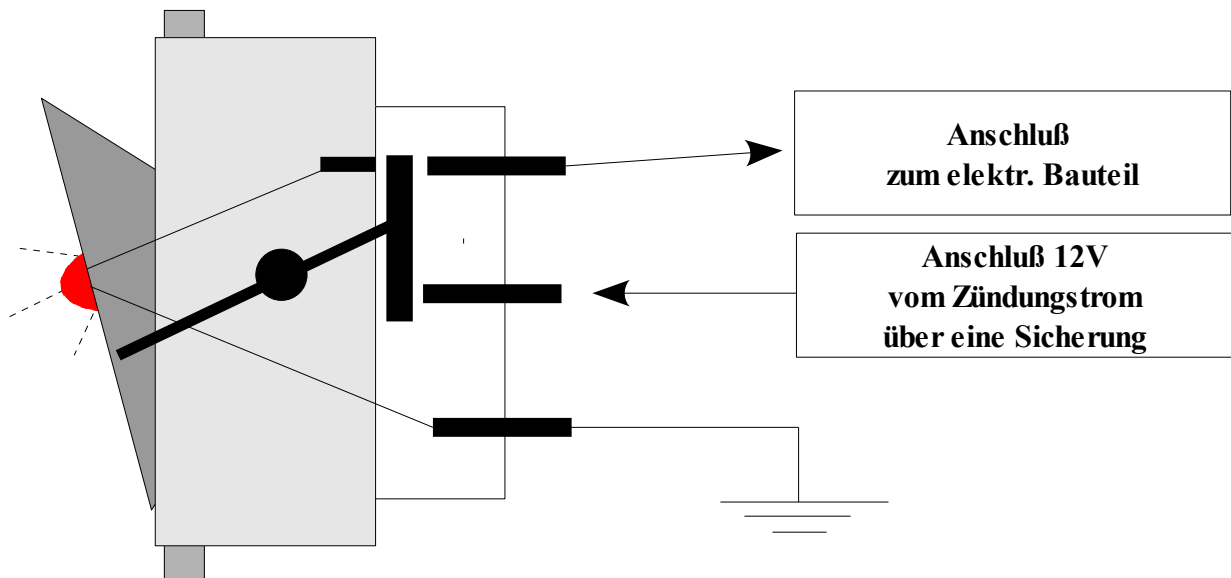 Anschluß
zum elektr. Bauteil
Anschluß 12V
vom Zündungstrom
über eine Sicherung